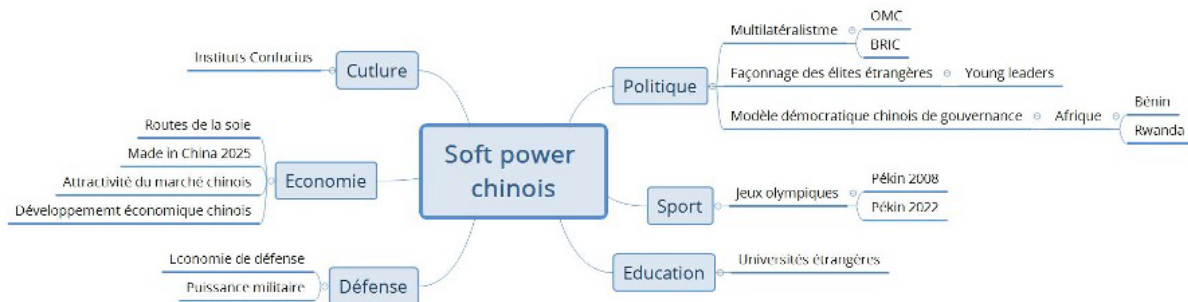 Soft power
chinois
Cutlure
Instituts Confucius
Economie
Routes de la soie
Made in China 2025
Attractivité du marché chinois
Développememt économique chinois
Défense
Economie de défense
Puissance militaire
Politique
Multilatéralistme
OMC
BRIC
Façonnage des élites étrangères
Young leaders
Modèle démocratique chinois de gouvernance
Afrique
Bénin
Rwanda
Sport
Jeux olympiques
Pékin 2008
Pékin 2022
Education
Universités étrangères